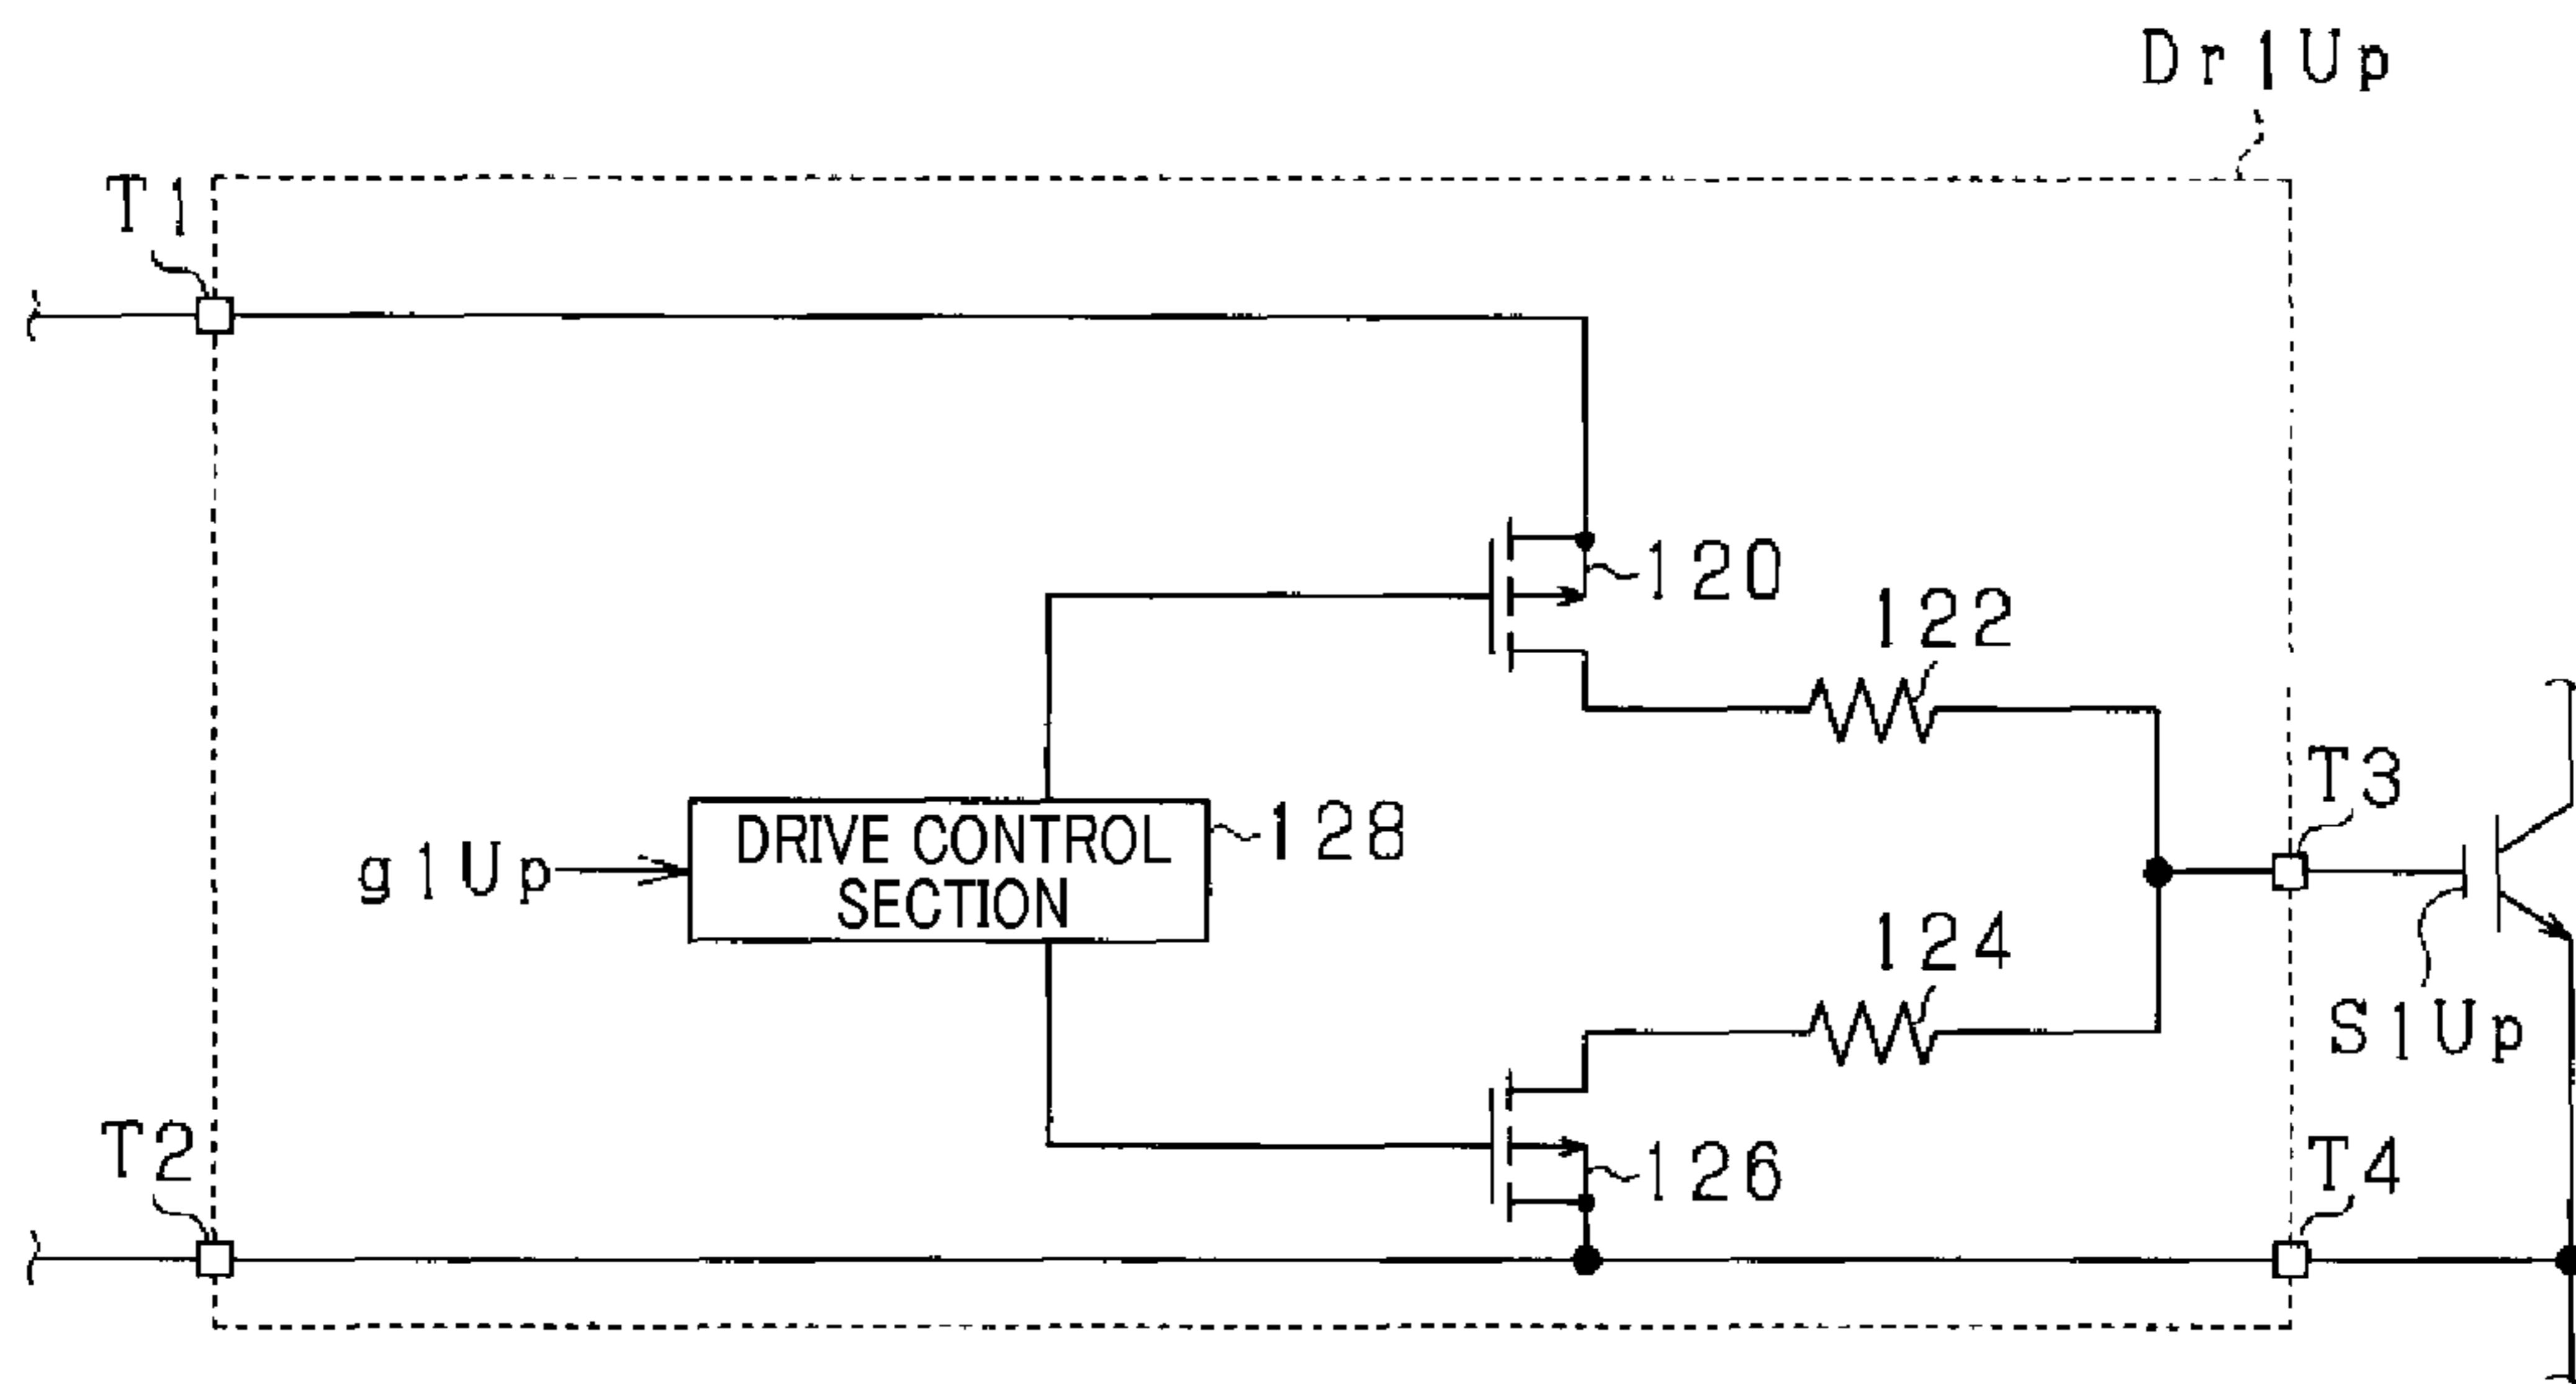 Dr1Up
T1
120
122
T3
DRIVE CONTROL
SECTION
128
g1Up
124
S1Up
T2
126
T4